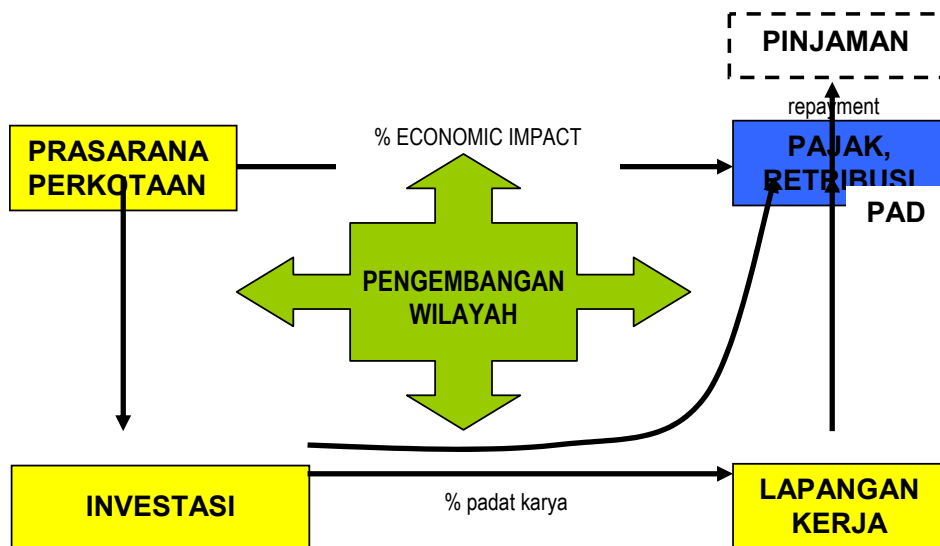 PINJAMAN
repayment
% ECONOMIC IMPACT
PRASARANA
PERKOTAAN
PAJAK,
RETRIBUSI
PAD
PENGEMBANGAN
WILAYAH
INVESTASI
% padat karya
LAPANGAN
KERJA